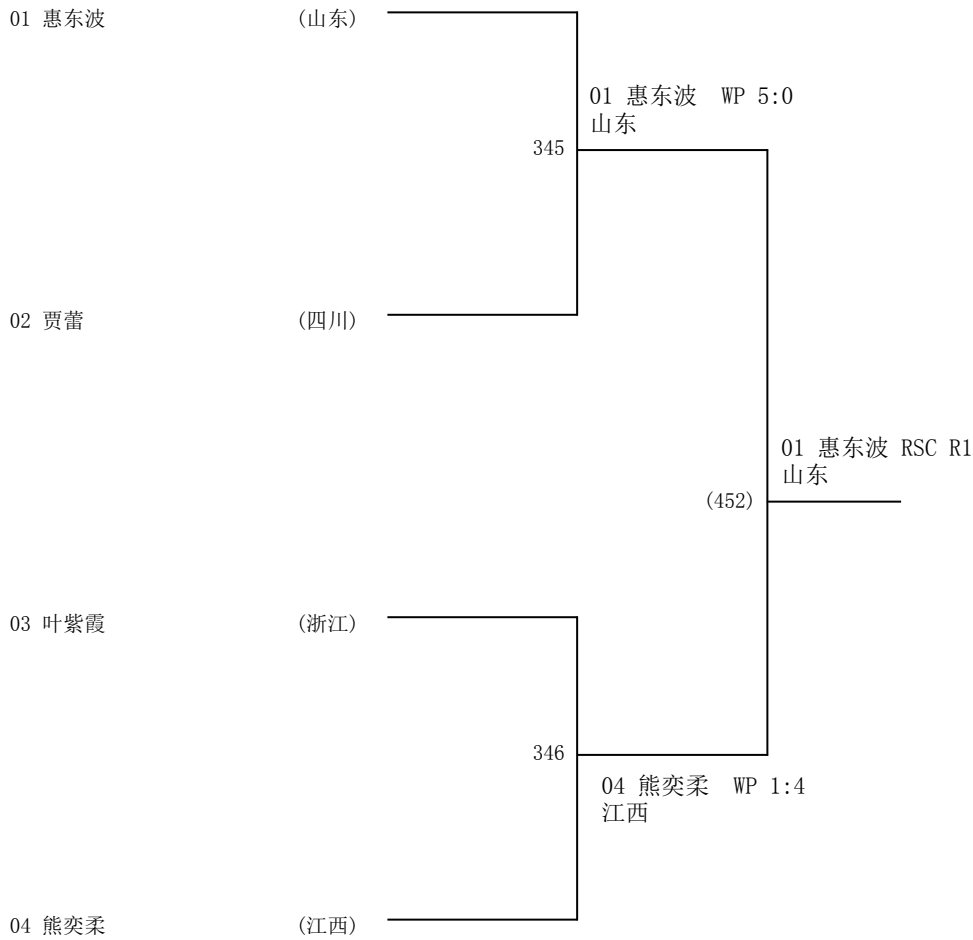 01 惠东波 (山东)
01 惠东波 WP 5:0
山东
345
02 贾蕾 (四川)
01 惠东波 RSC R1
山东
(452)
03 叶紫霞 (浙江)
346
04 熊奕柔 WP 1:4
江西
04 熊奕柔 (江西)